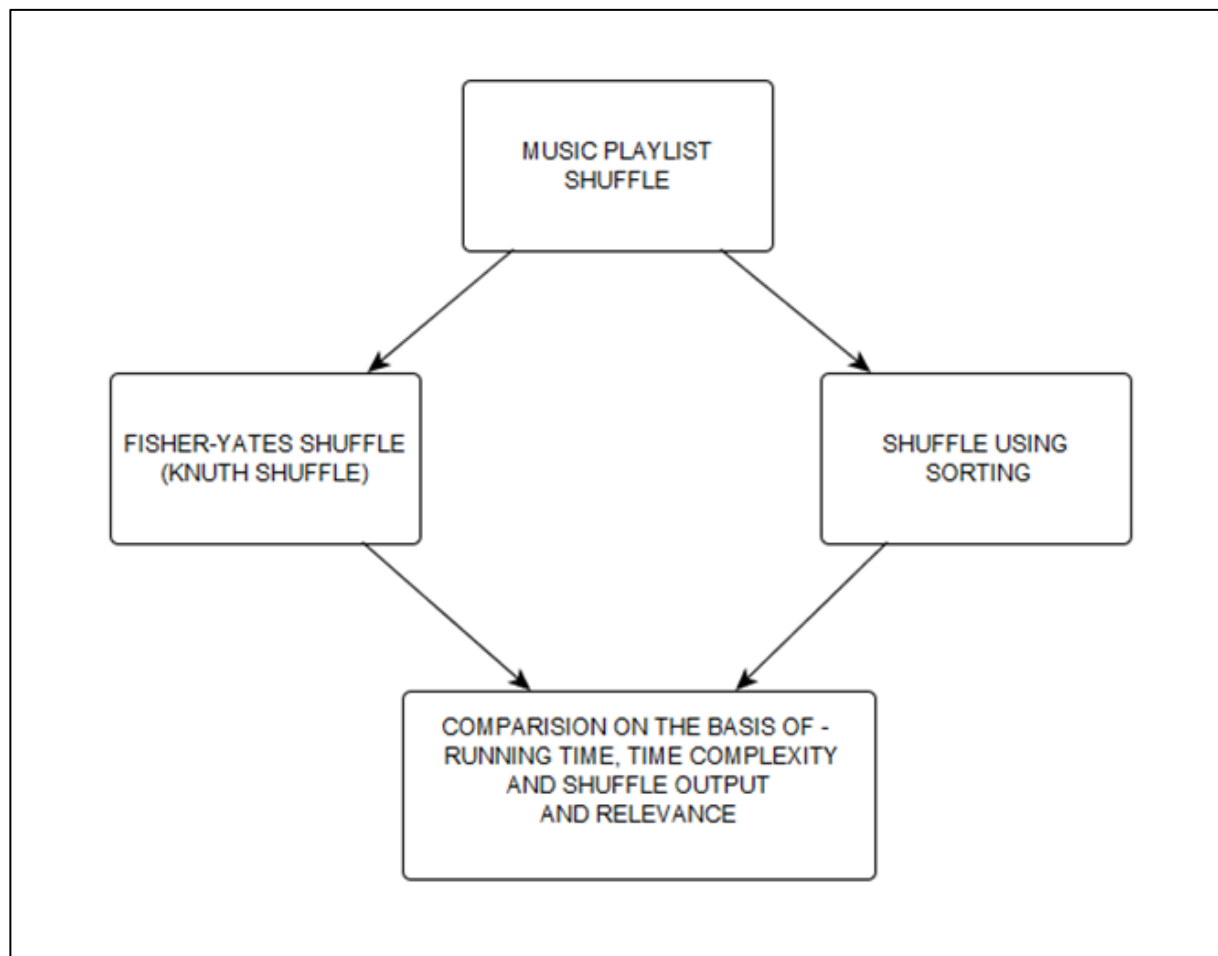 MUSIC PLAYLIST
SHUFFLE
FISHER-YATES SHUFFLE
(KNUTH SHUFFLE)
SHUFFLE USING
SORTING
COMPARISION ON THE BASIS OF -
RUNNING TIME, TIME COMPLEXITY
AND SHUFFLE OUTPUT
AND RELEVANCE